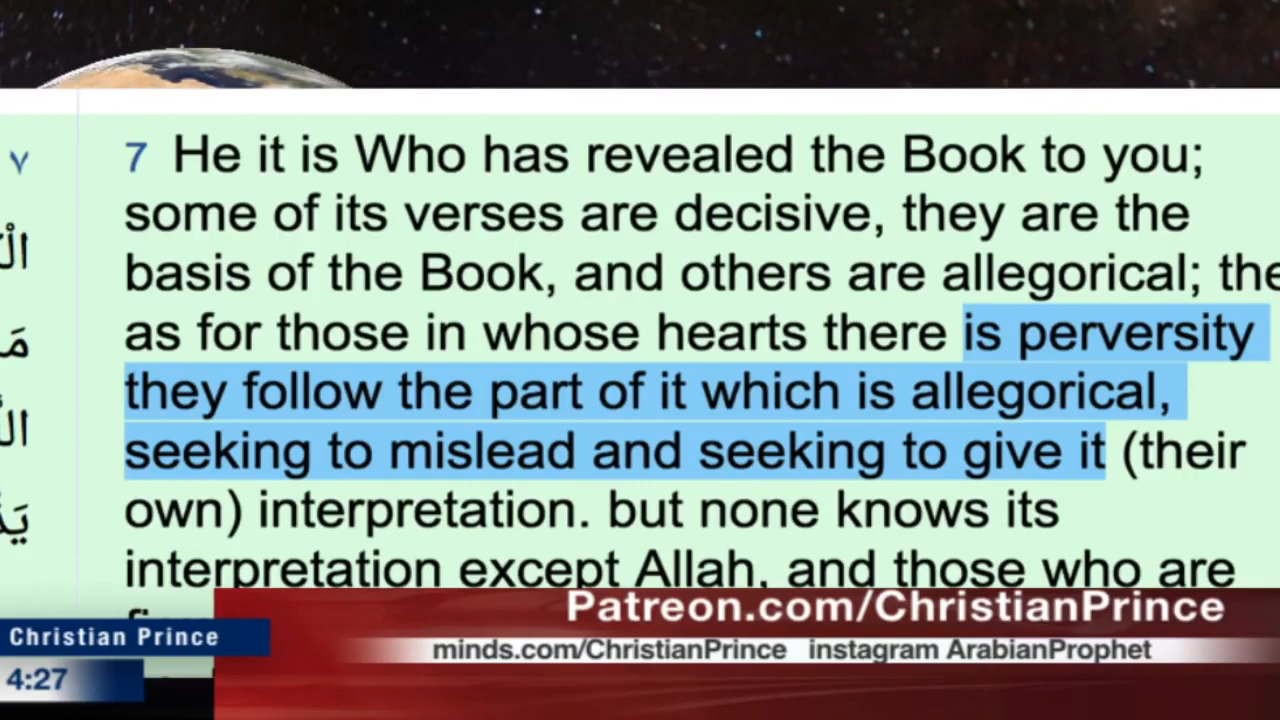 ٧
7 He it is Who has revealed the Book to you;
some of its verses are decisive, they are the
basis of the Book, and others are allegorical; the
as for those in whose hearts there is perversity
they follow the part of it which is allegorical,
seeking to mislead and seeking to give it (their
own) interpretation. but none knows its
interpretation except Allah, and those who are
Patreon.com/ChristianPrince
Christian Prince
minds.com/ChristianPrince instagram ArabianProphet
4:27